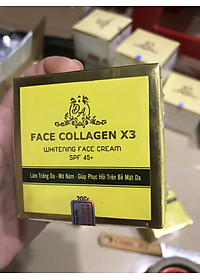 FACE COLLAGEN X3
WHITENING FACE CREAM
SPF 45+
Làm Trắng Da - Mờ Nám - Giúp Phục Hồi Trên Bề Mặt Da